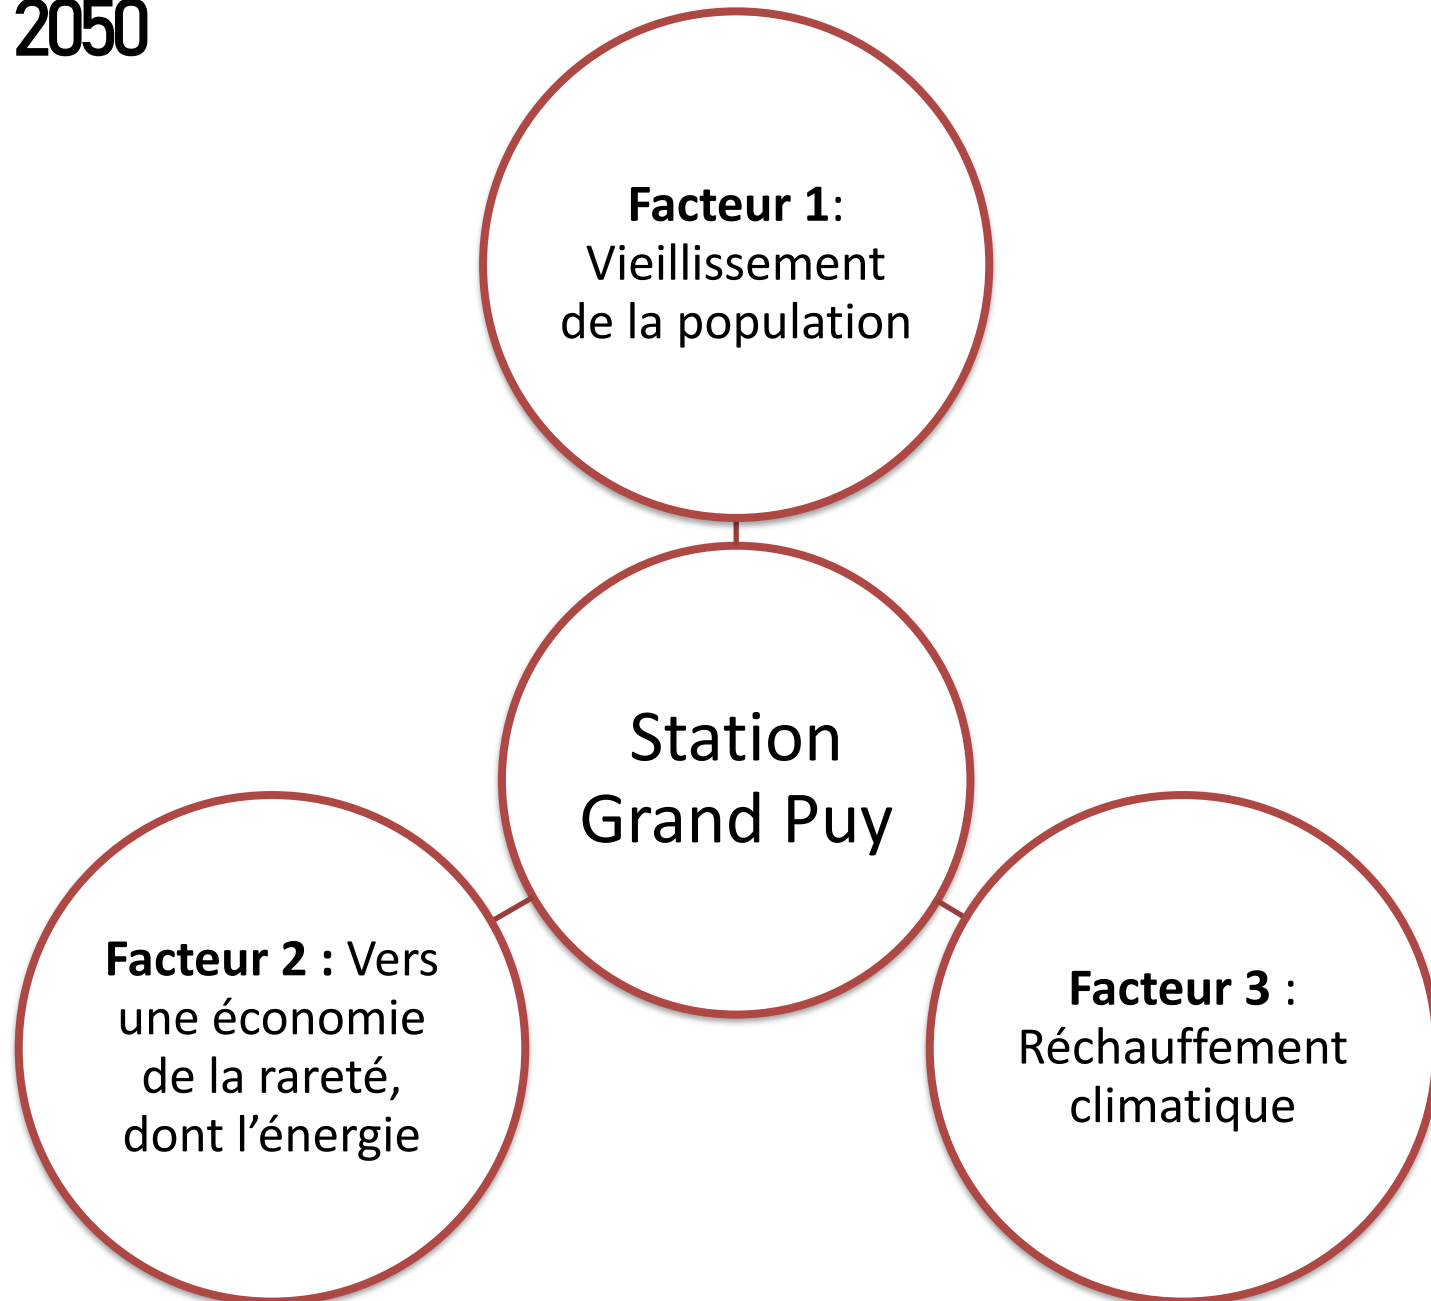 2050
Facteur 1:
Vieillissement
de la population
Station
Grand Puy
Facteur 2 : Vers
une économie
de la rareté,
dont l’énergie
Facteur 3 :
Réchauffement
climatique